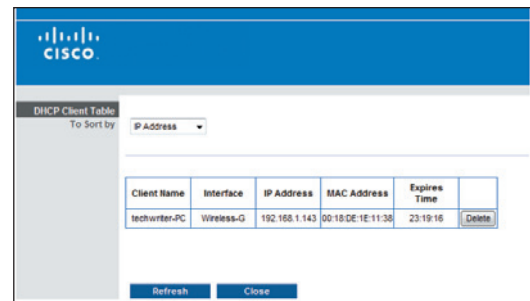 CISCO.
DHCP Client Table
To Sort by
IP Address
Client Name Interface IP Address MAC Address Expires Time
techwriter-PC Wireless-G 192.168.1.143 00:18:DE:1E:11:38 23:19:16 Delete
Refresh Close